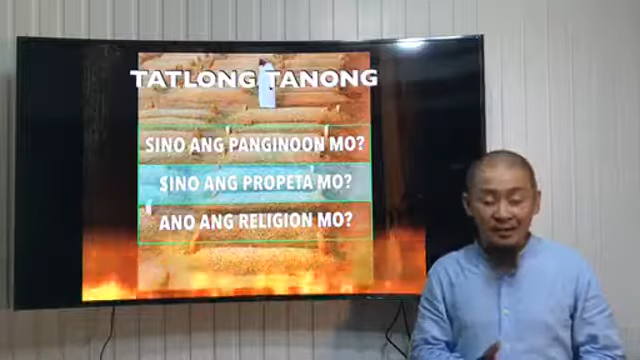 TATLONG TANONG
SINO ANG PANGINOON MO?
SINO ANG PROPETA MO?
ANO ANG RELIGION MO?